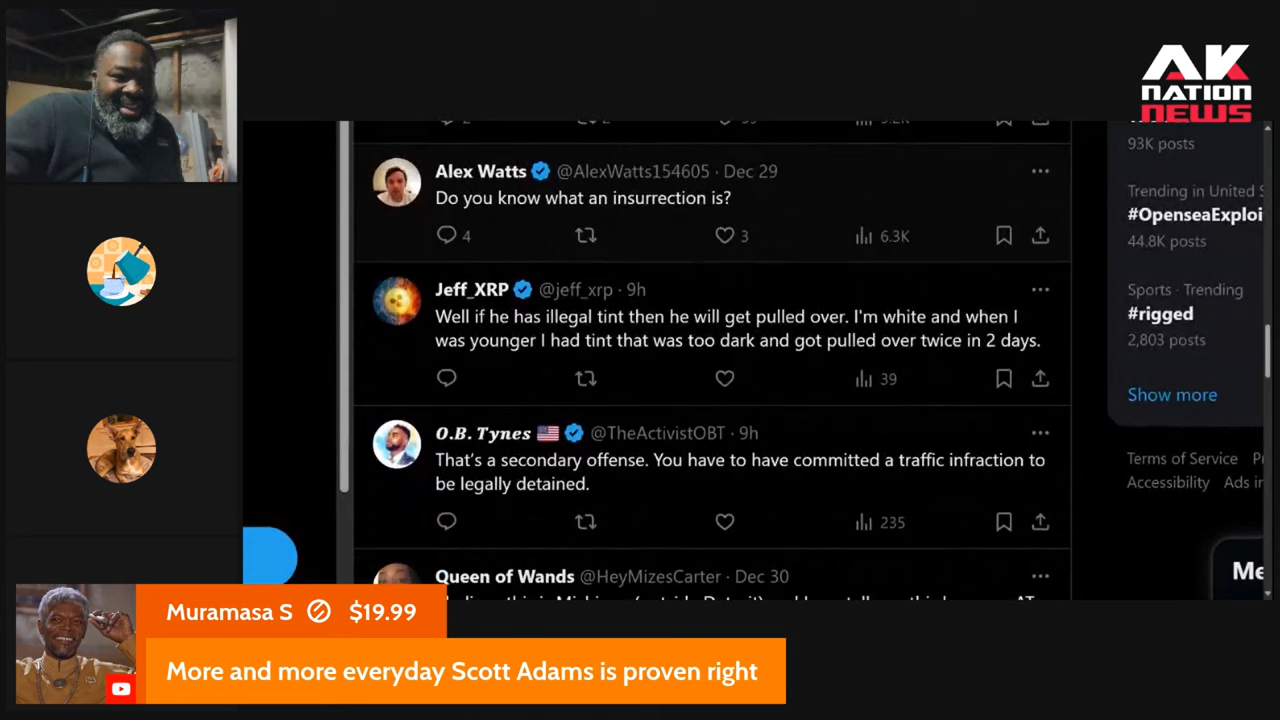 AK
NATION
NEWS
5.2K
93K posts
Alex Watts @AlexWatts154605 · Dec 29
Do you know what an insurrection is?
4 3 6.3K
Trending in United S
#OpenseaExploi
44.8K posts
Jeff_XRP @jeff_xrp · 9h
Well if he has illegal tint then he will get pulled over. I'm white and when I
was younger I had tint that was too dark and got pulled over twice in 2 days.
39
Sports · Trending
#rigged
2,803 posts
Show more
O.B. Tynes @TheActivistOBT · 9h
That's a secondary offense. You have to have committed a traffic infraction to
be legally detained.
235
Terms of Service
Accessibility Ads
Queen of Wands @HeyMizesCarter · Dec 30
Me
Muramasa S $19.99
More and more everyday Scott Adams is proven right